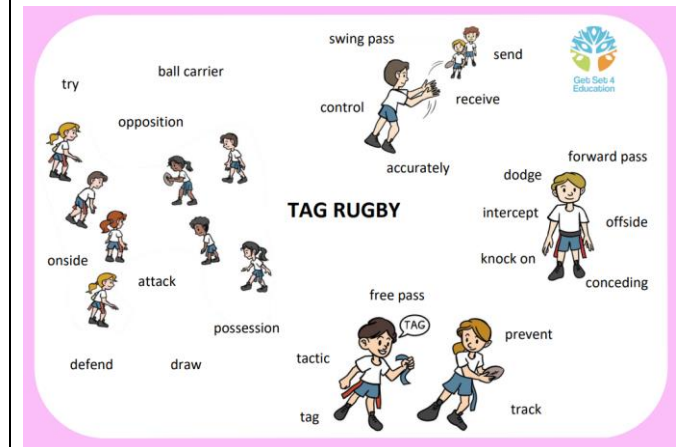 swing pass
send
try
ball carrier
Get Set 4
Education
control
receive
opposition
accurately
forward pass
dodge
TAG RUGBY
intercept
offside
onside
knock on
attack
conceding
free pass
possession
TAG
prevent
defend
draw
tactic
tag
track